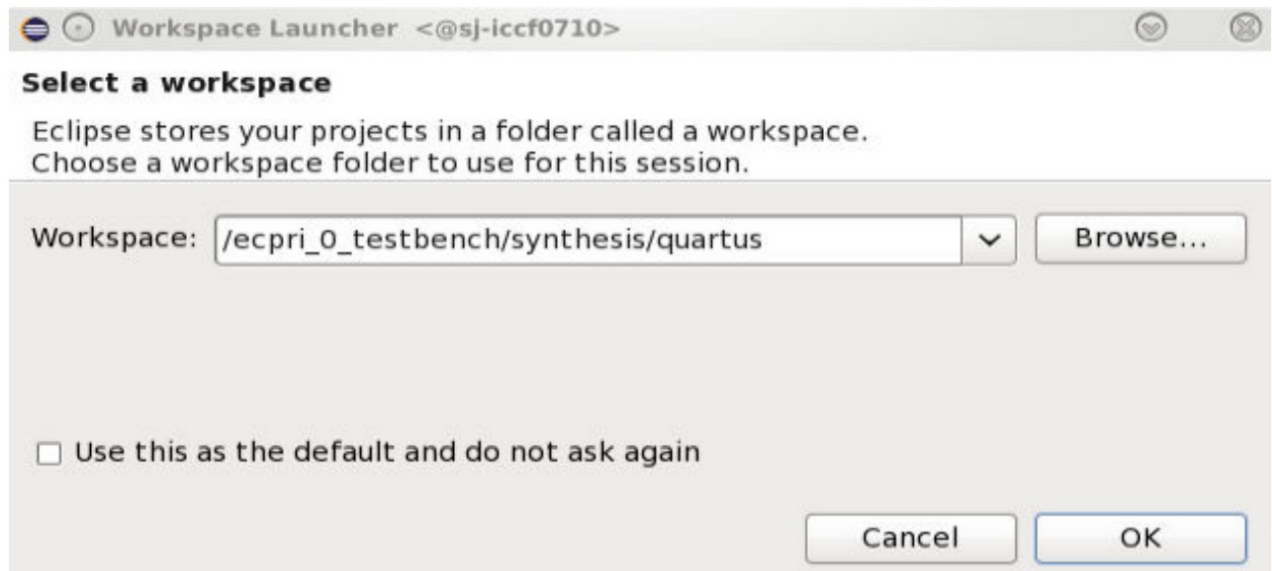 Workspace Launcher <@sj-iccf0710>
Select a workspace
Eclipse stores your projects in a folder called a workspace.
Choose a workspace folder to use for this session.
Workspace: /ecpri_0_testbench/synthesis/quartus Browse...
Use this as the default and do not ask again
Cancel OK